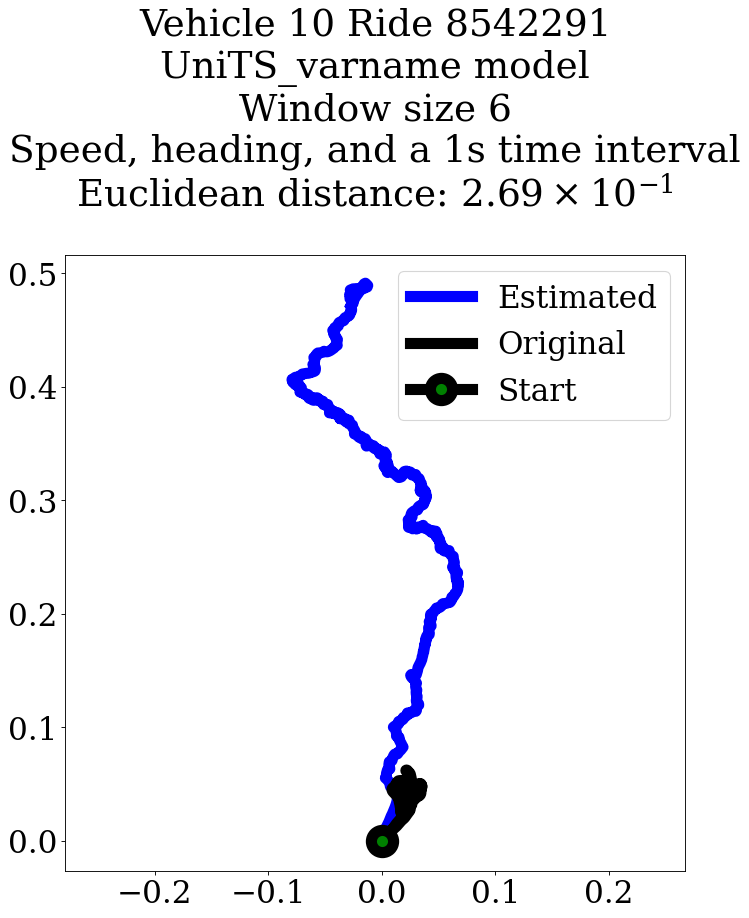 Vehicle 10 Ride 8542291
UniTS_varname model
Window size 6
Speed, heading, and a 1s time interval
Euclidean distance: 2.69 × 10⁻¹
Estimated
Original
Start
0.5
0.4
0.3
0.2
0.1
0.0
−0.2 −0.1 0.0 0.1 0.2